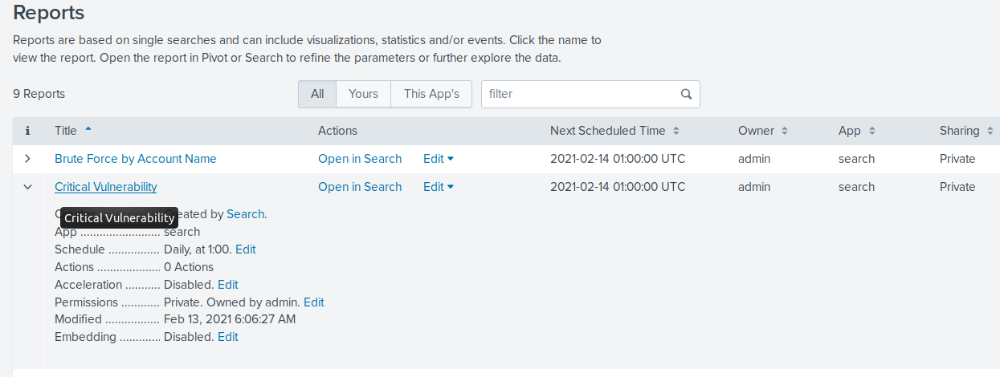 Reports
Reports are based on single searches and can include visualizations, statistics and/or events. Click the name to
view the report. Open the report in Pivot or Search to refine the parameters or further explore the data.
9 Reports All Yours This App's filter
i Title Actions Next Scheduled Time Owner App Sharing
Brute Force by Account Name Open in Search Edit 2021-02-14 01:00:00 UTC admin search Private
Critical Vulnerability Open in Search Edit 2021-02-14 01:00:00 UTC admin search Private
Created by Search.
Critical Vulnerability
App ......................... search
Schedule ................ Daily, at 1:00. Edit
Actions .................... 0 Actions
Acceleration ........... Disabled. Edit
Permissions ............ Private. Owned by admin. Edit
Modified ................. Feb 13, 2021 6:06:27 AM
Embedding ............. Disabled. Edit